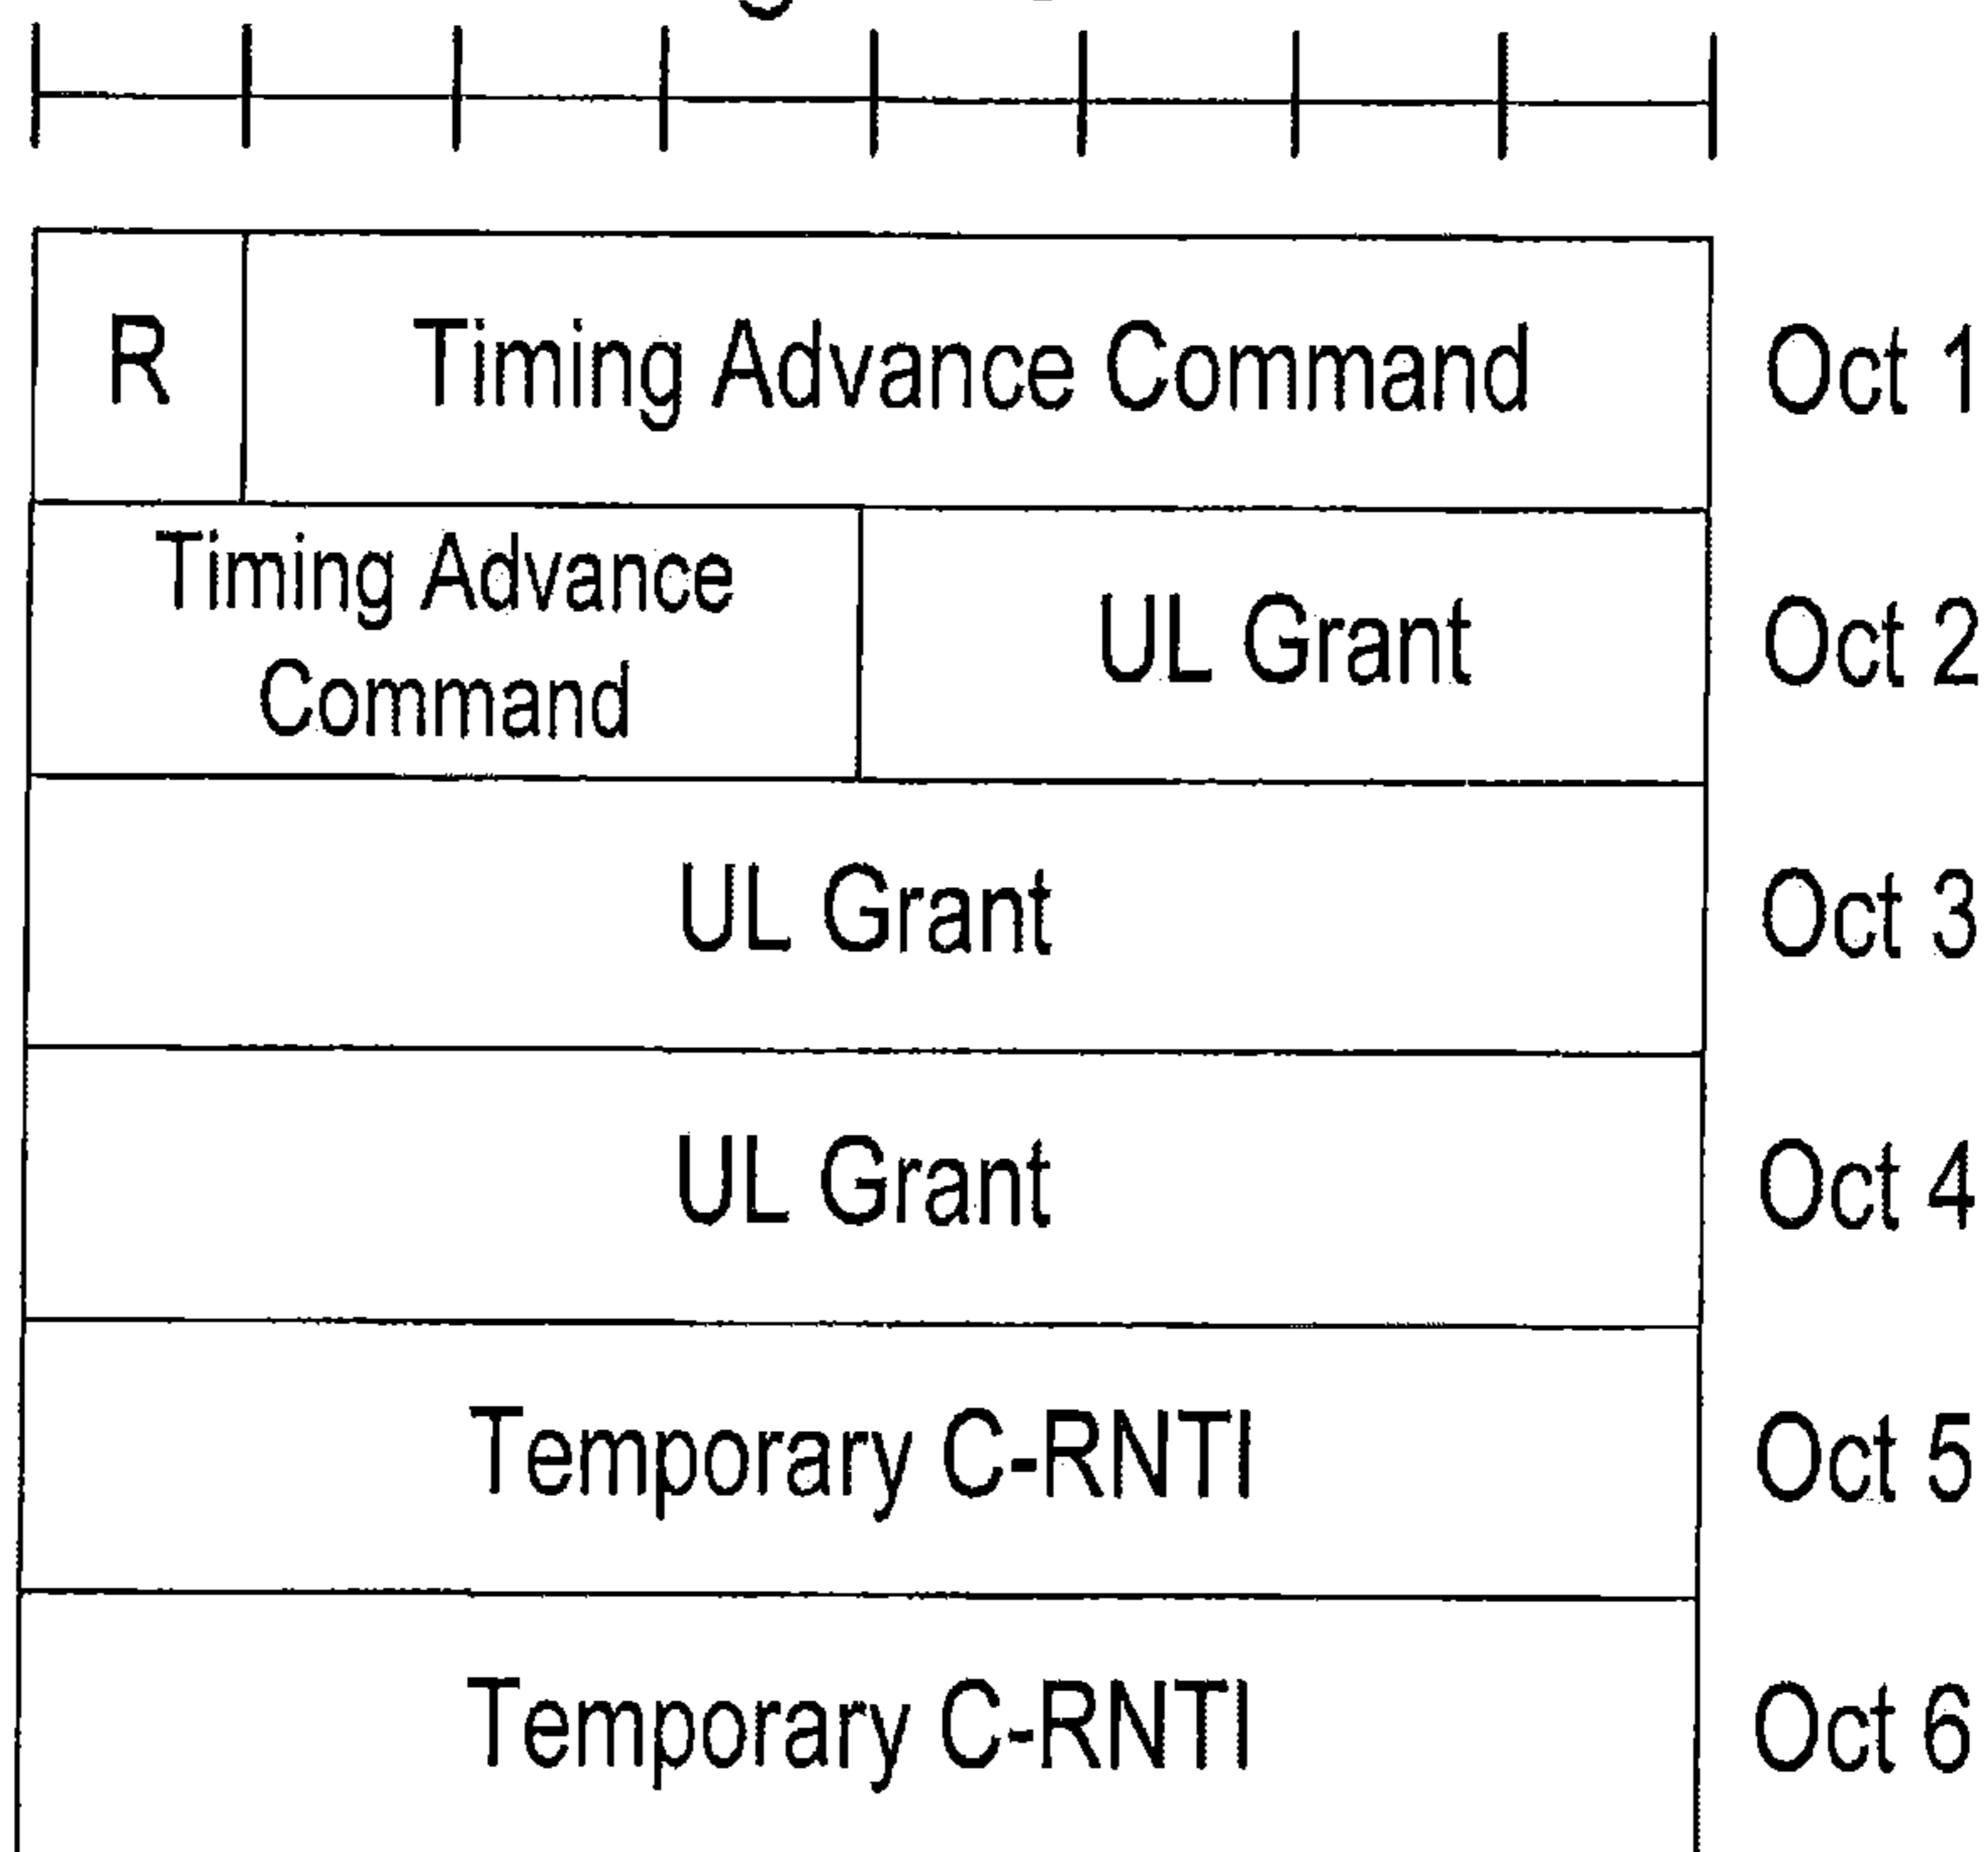 R Timing Advance Command Oct 1
Timing Advance
Command
UL Grant Oct 2
UL Grant Oct 3
UL Grant Oct 4
Temporary C-RNTI Oct 5
Temporary C-RNTI Oct 6